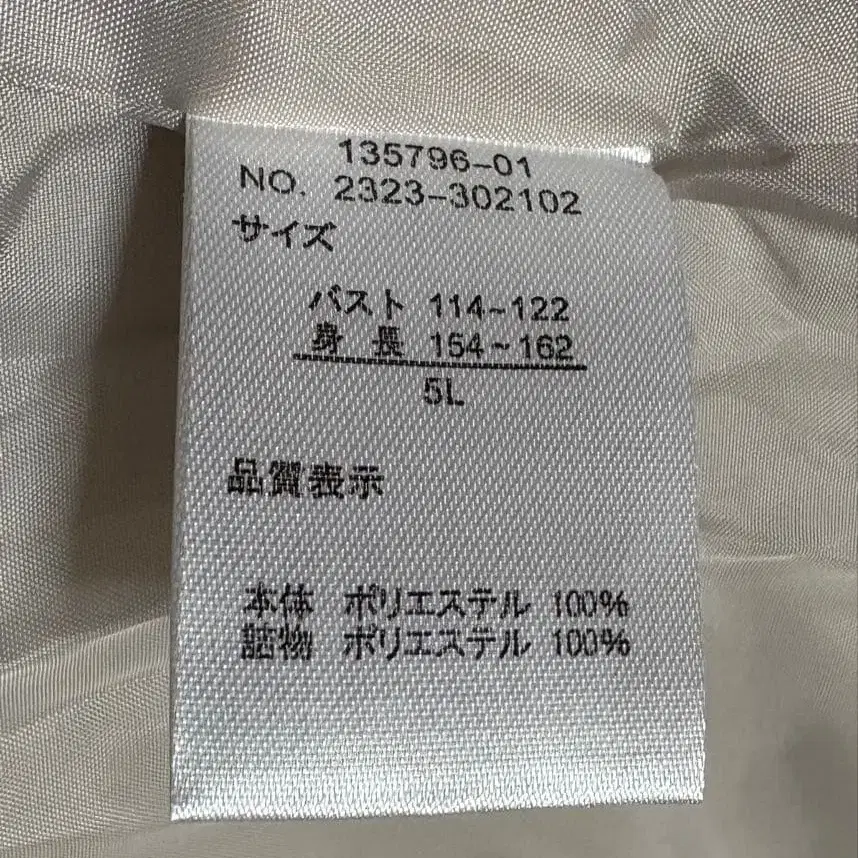 135796-01
NO. 2323-302102
サイズ
バスト 114~122
身 長 154~162
5L
品質表示
本体 ポリエステル 100%
詰物 ポリエステル 100%